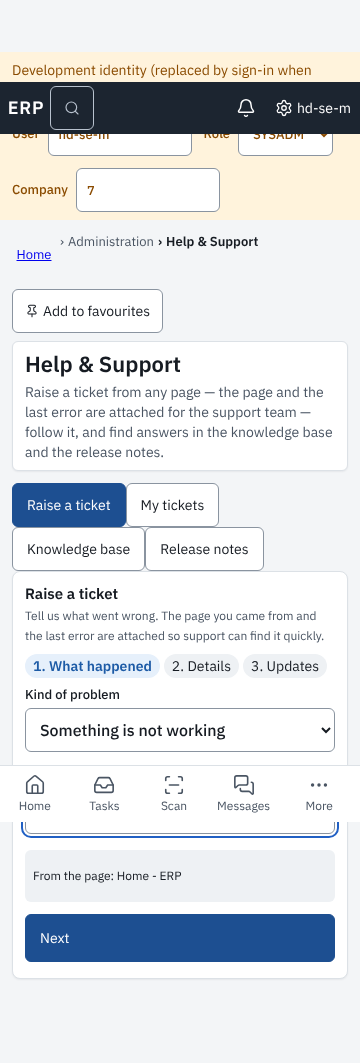 Development identity (replaced by sign-in when
ERP
hd-se-m
User
hd-se-m
Role
SYSADM
Company
7
Home
› Administration › Help & Support
Add to favourites
Help & Support
Raise a ticket from any page — the page and the
last error are attached for the support team —
follow it, and find answers in the knowledge base
and the release notes.
Raise a ticket
My tickets
Knowledge base
Release notes
Raise a ticket
Tell us what went wrong. The page you came from and
the last error are attached so support can find it quickly.
1. What happened
2. Details
3. Updates
Kind of problem
Something is not working
Home
Tasks
Scan
Messages
More
From the page: Home - ERP
Next